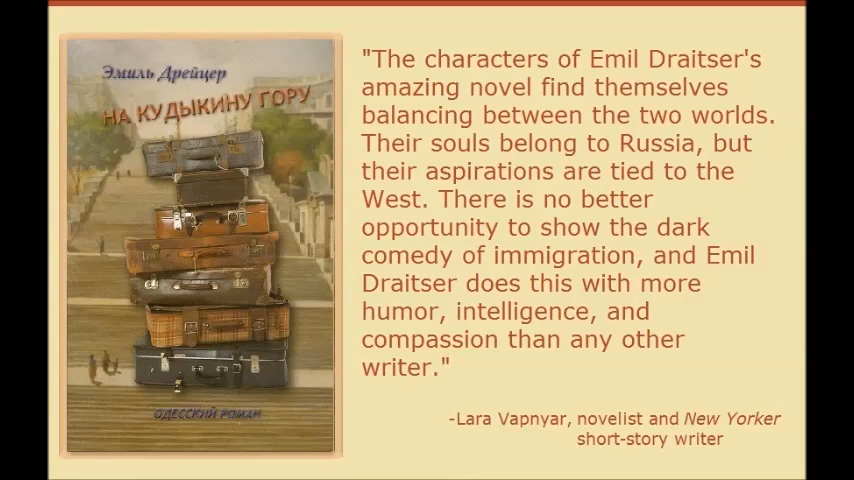 Эмиль Дрейцер
НА КУДЫКИНУ ГОРУ
ОДЕССКИЙ РОМАН
"The characters of Emil Draitser's
amazing novel find themselves
balancing between the two worlds.
Their souls belong to Russia, but
their aspirations are tied to the
West. There is no better
opportunity to show the dark
comedy of immigration, and Emil
Draitser does this with more
humor, intelligence, and
compassion than any other
writer."
-Lara Vapnyar, novelist and New Yorker
short-story writer